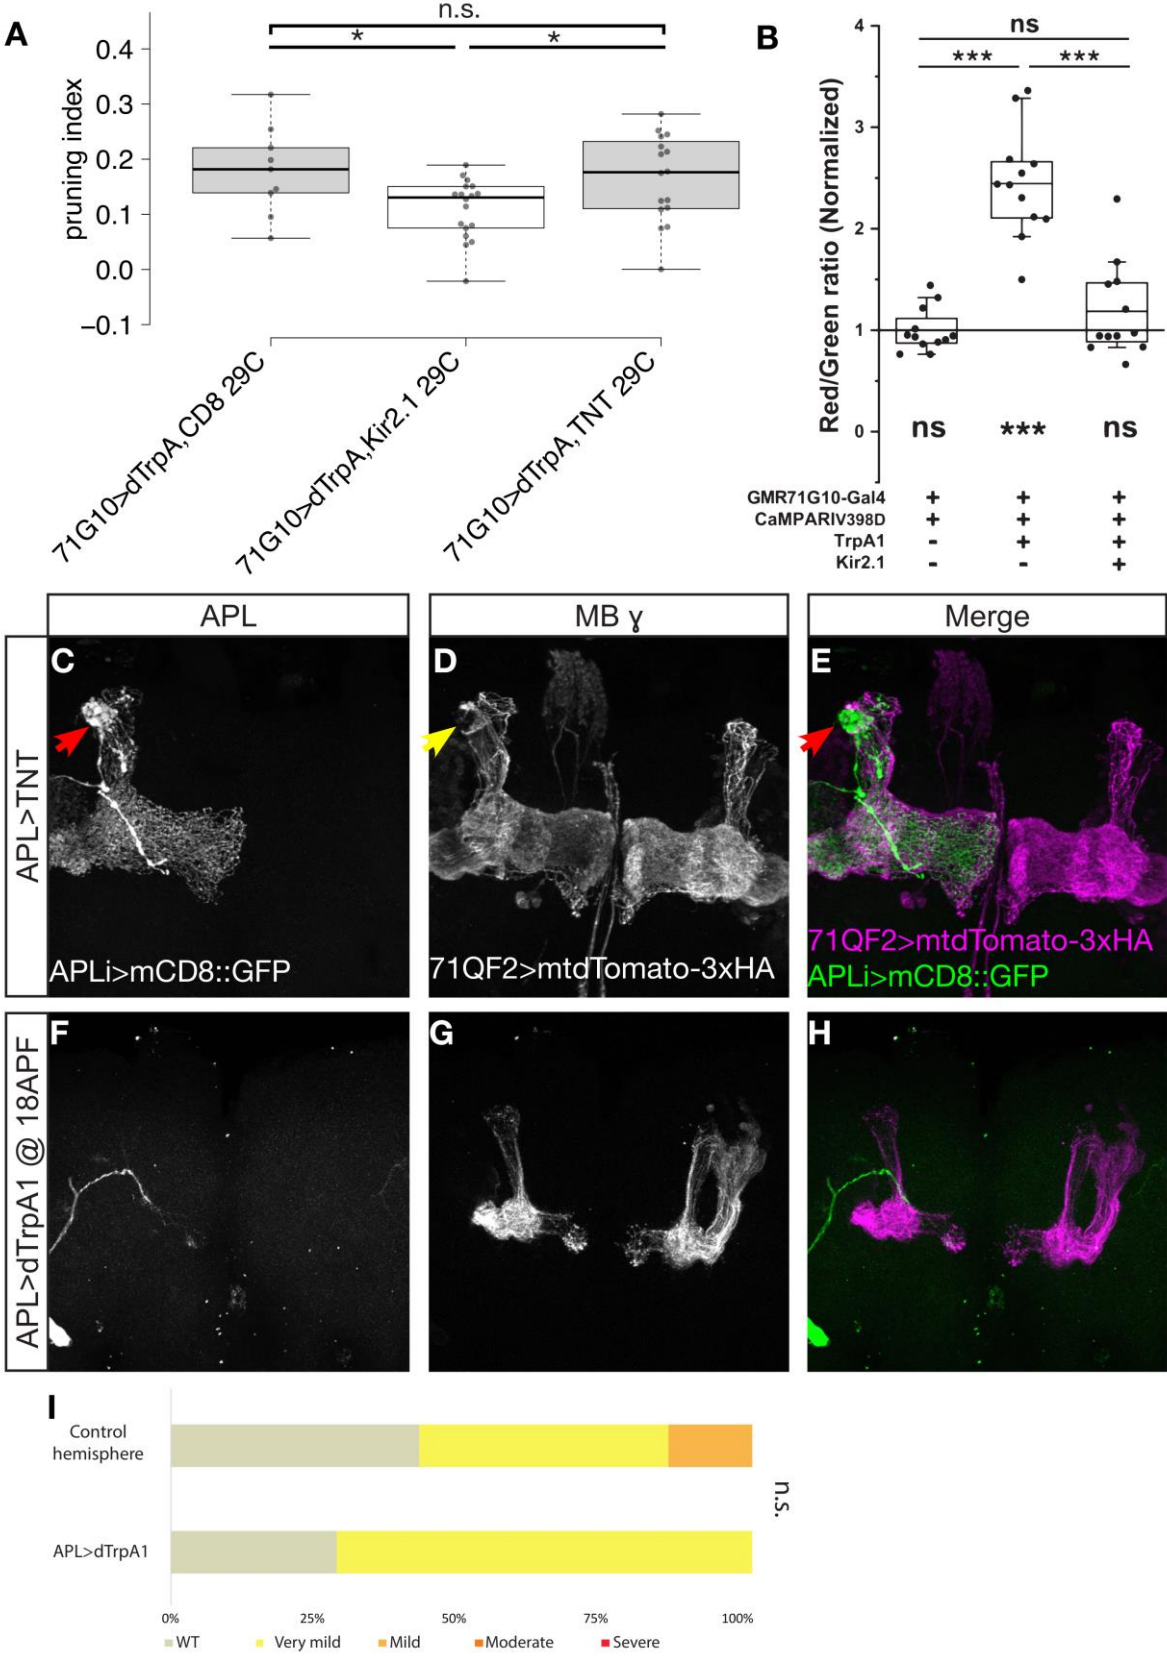 A
n.s.
*
*
pruning index
0.4
0.3
0.2
0.1
0.0
−0.1
71G10>dTrpA,CD8 29C
71G10>dTrpA,Kir2.1 29C
71G10>dTrpA,TNT 29C
B
ns
***
***
Red/Green ratio (Normalized)
4
3
2
1
0
ns
***
ns
GMR71G10-Gal4 + + +
CaMPARIV398D + + +
TrpA1 - + +
Kir2.1 - - +
APL
MB ɣ
Merge
APL>TNT
C
APLi>mCD8::GFP
D
71QF2>mtdTomato-3xHA
E
71QF2>mtdTomato-3xHA
APLi>mCD8::GFP
APL>dTrpA1 @ 18APF
F
G
H
I
Control
hemisphere
APL>dTrpA1
n.s.
0% 25% 50% 75% 100%
WT Very mild Mild Moderate Severe